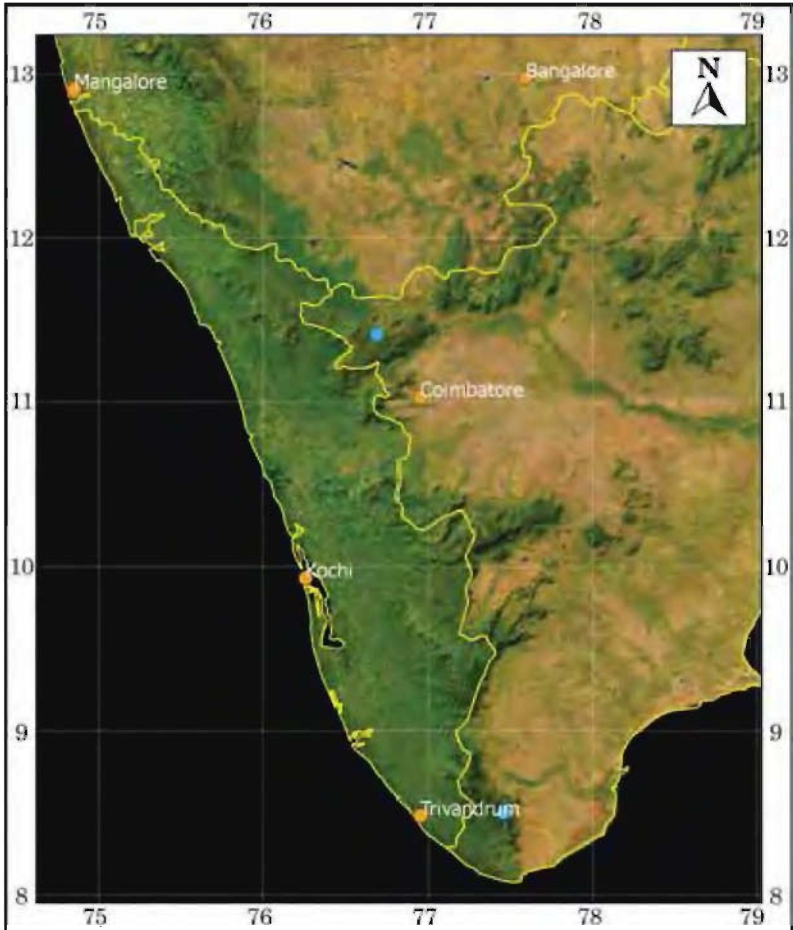 75 76 77 78 79
13 Mangalore Bangalore N 13
12 12
11 Coimbatore 11
10 Kochi 10
9 9
Trivandrum
8 8
75 76 77 78 79